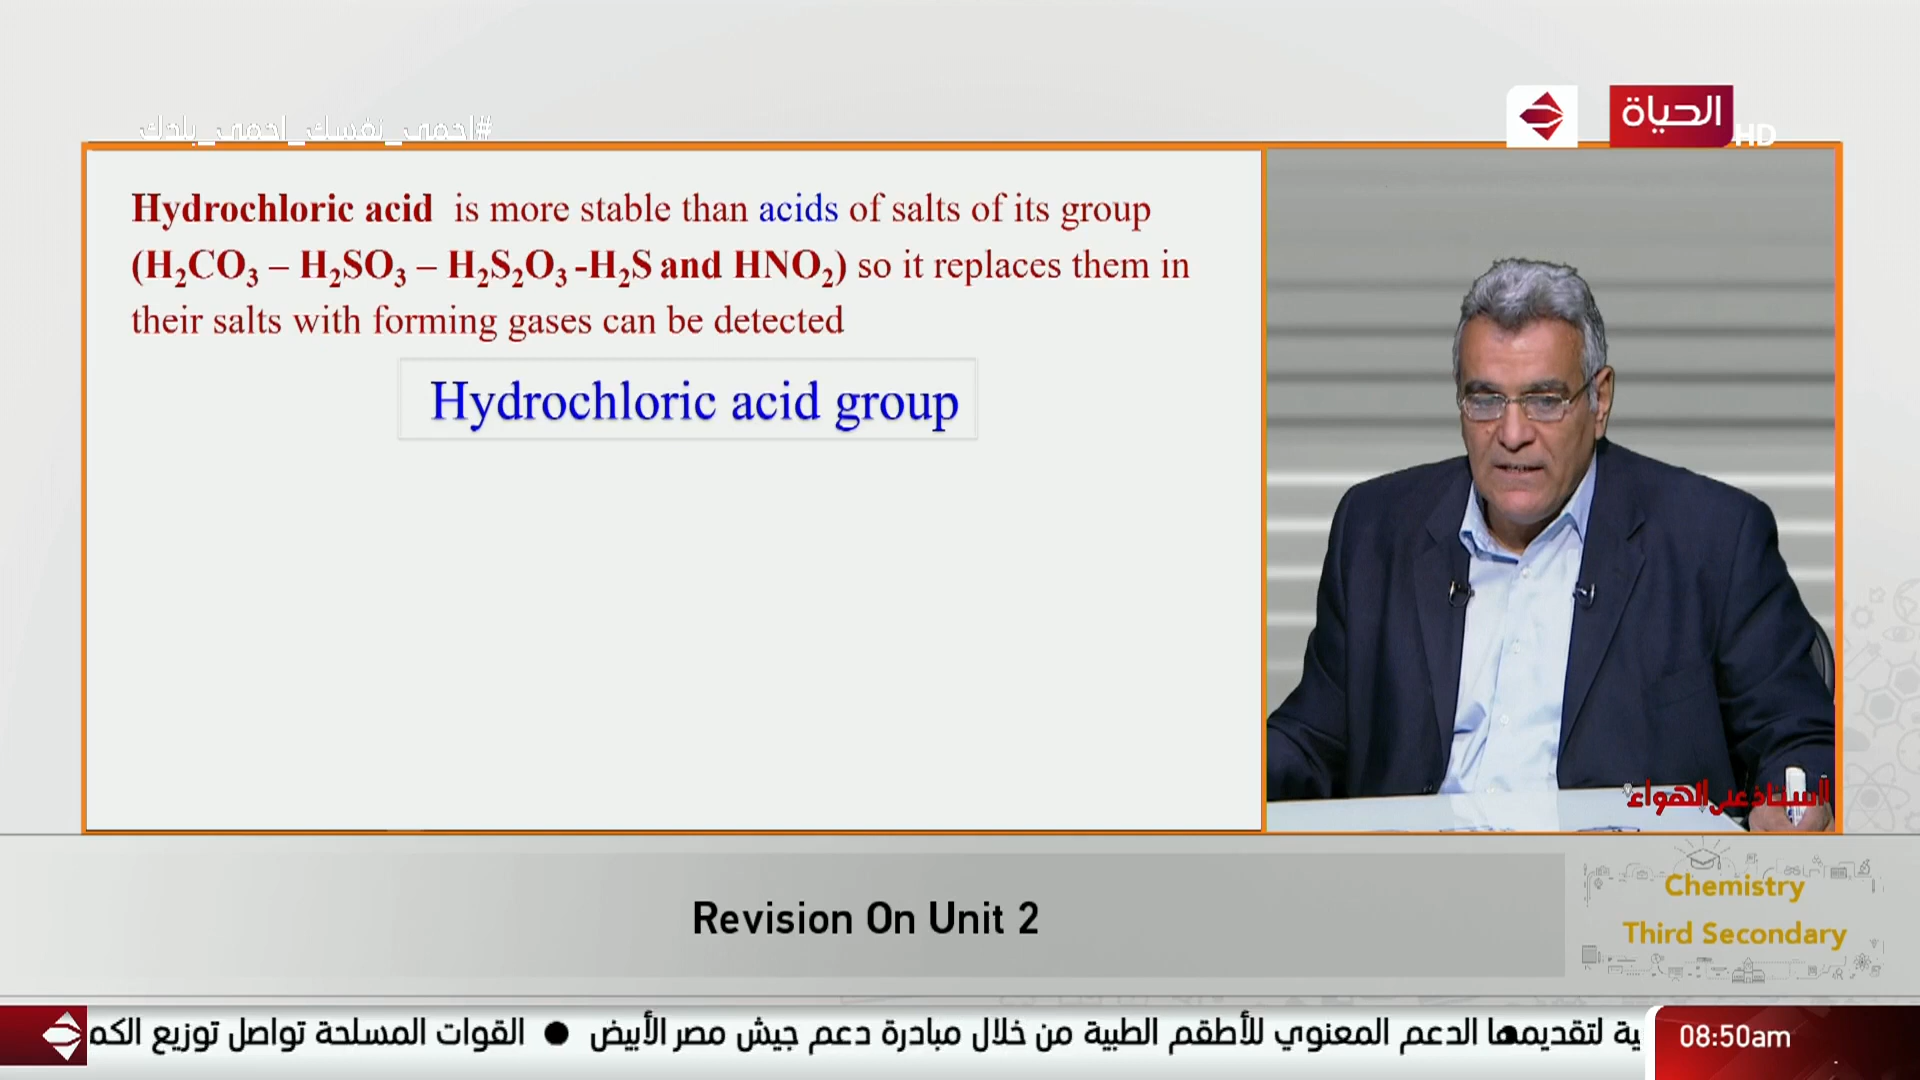 #احمي_نفسك_إحمي_بلدك
الحياة
HD
Hydrochloric acid is more stable than acids of salts of its group
(H₂CO₃ – H₂SO₃ – H₂S₂O₃ -H₂S and HNO₂) so it replaces them in
their salts with forming gases can be detected
Hydrochloric acid group
أستاذ على الهواء
Revision On Unit 2
Chemistry
Third Secondary
ية لتقديمها الدعم المعنوي للأطقم الطبية من خلال مبادرة دعم جيش مصر الأبيض ● القوات المسلحة تواصل توزيع الكم
08:50am